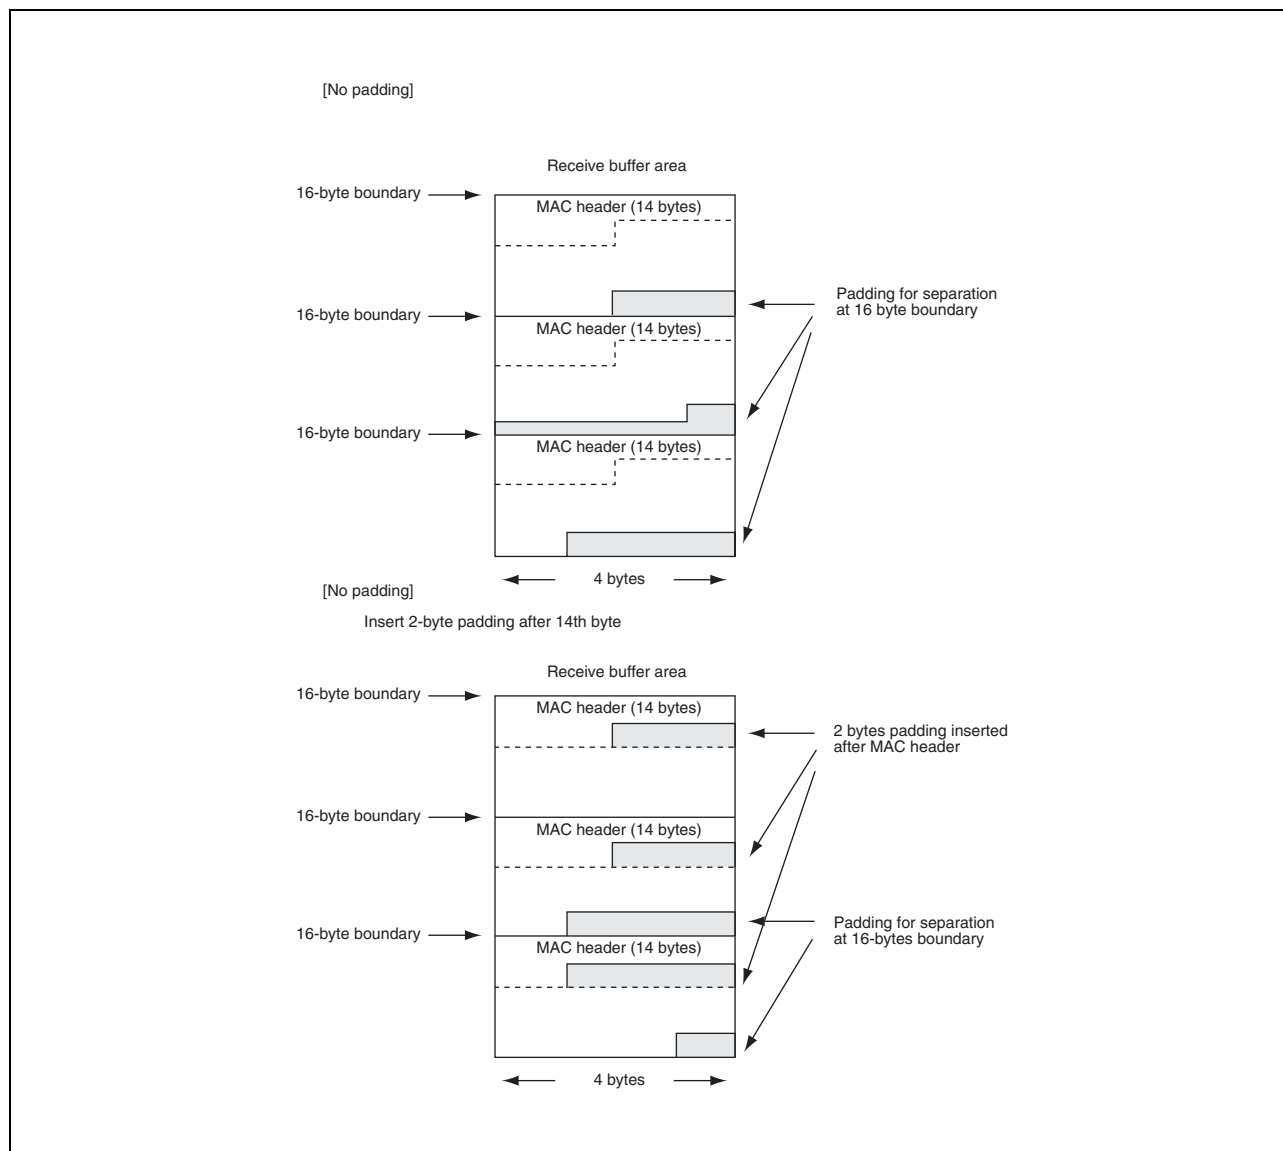 [No padding]
Receive buffer area
16-byte boundary
MAC header (14 bytes)
16-byte boundary
Padding for separation
at 16 byte boundary
MAC header (14 bytes)
16-byte boundary
MAC header (14 bytes)
4 bytes
[No padding]
Insert 2-byte padding after 14th byte
Receive buffer area
16-byte boundary
MAC header (14 bytes)
2 bytes padding inserted
after MAC header
16-byte boundary
MAC header (14 bytes)
16-byte boundary
Padding for separation
at 16-bytes boundary
MAC header (14 bytes)
4 bytes